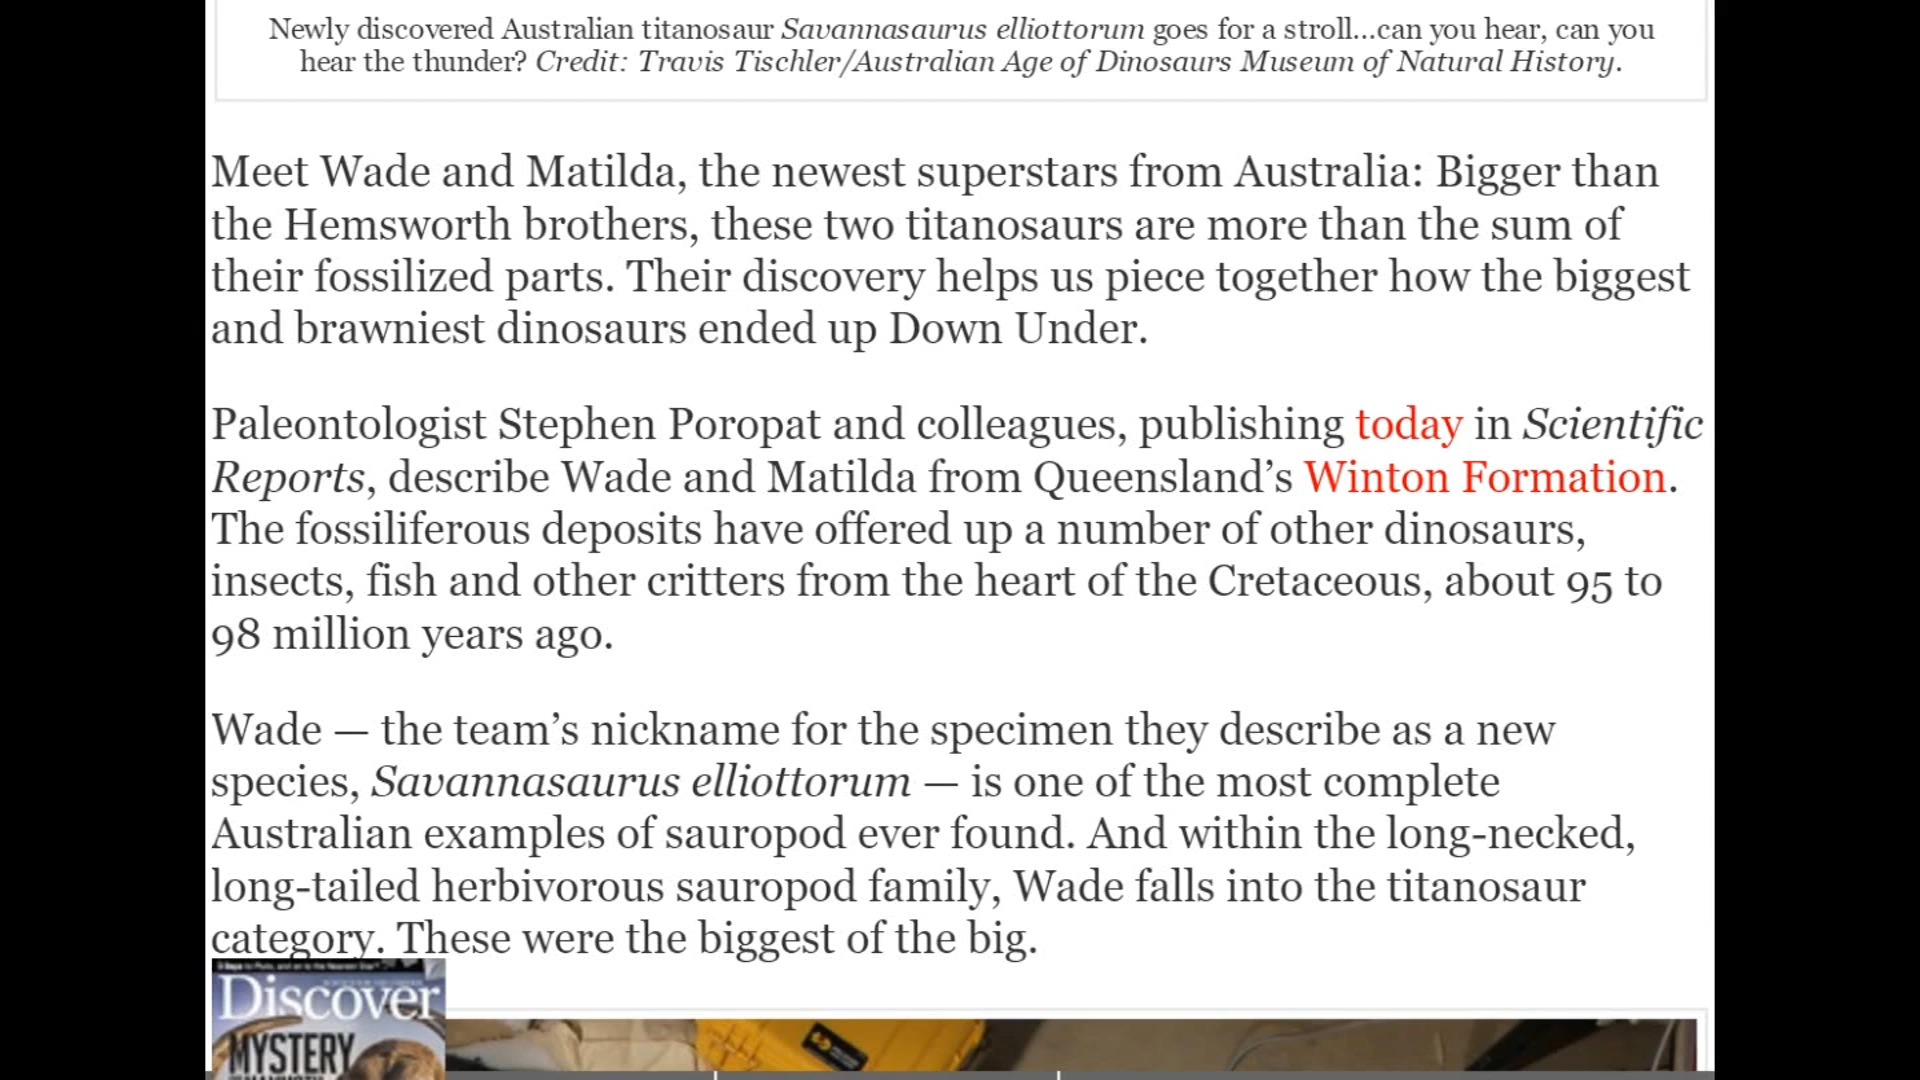 Newly discovered Australian titanosaur Savannasaurus elliottorum goes for a stroll...can you hear, can you
hear the thunder? Credit: Travis Tischler/Australian Age of Dinosaurs Museum of Natural History.
Meet Wade and Matilda, the newest superstars from Australia: Bigger than
the Hemsworth brothers, these two titanosaurs are more than the sum of
their fossilized parts. Their discovery helps us piece together how the biggest
and brawniest dinosaurs ended up Down Under.
Paleontologist Stephen Poropat and colleagues, publishing today in Scientific
Reports, describe Wade and Matilda from Queensland’s Winton Formation.
The fossiliferous deposits have offered up a number of other dinosaurs,
insects, fish and other critters from the heart of the Cretaceous, about 95 to
98 million years ago.
Wade — the team’s nickname for the specimen they describe as a new
species, Savannasaurus elliottorum — is one of the most complete
Australian examples of sauropod ever found. And within the long-necked,
long-tailed herbivorous sauropod family, Wade falls into the titanosaur
category. These were the biggest of the big.
Discover
MYSTERY